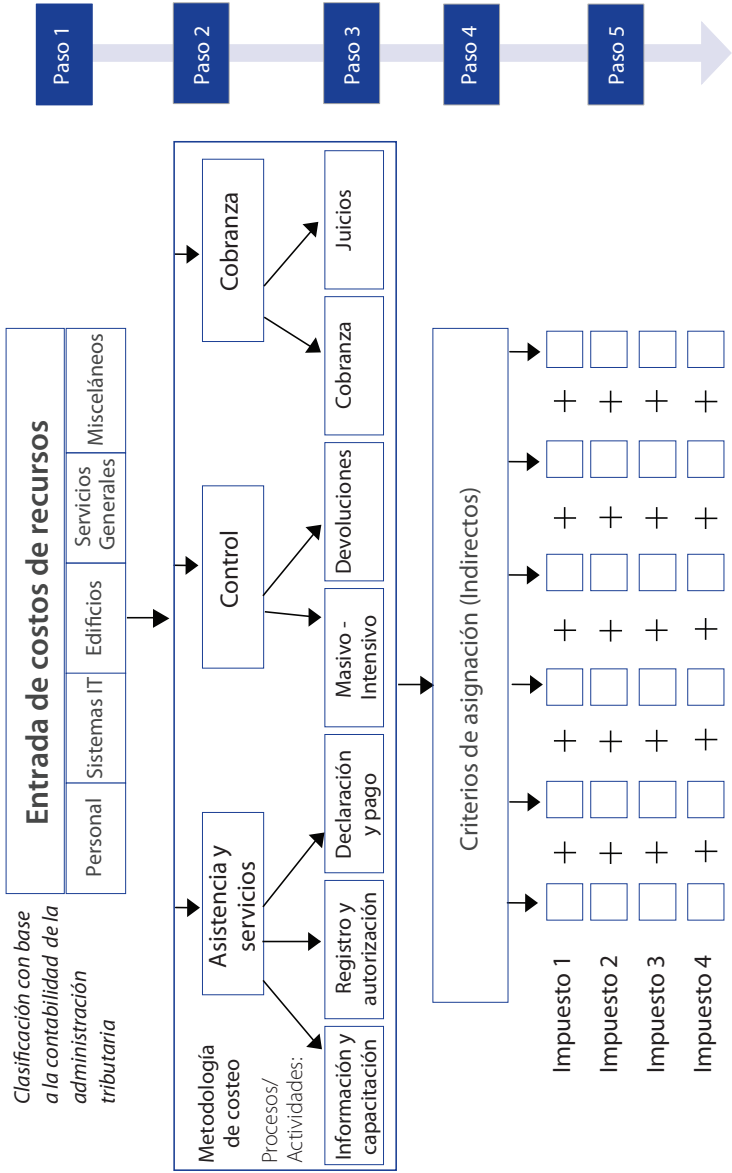 Clasificación con base
a la contabilidad de la
administración
tributaria
Entrada de costos de recursos
Personal
Sistemas IT
Edificios
Servicios
Generales
Misceláneos
Paso 1
Metodología
de costeo
Procesos/
Actividades:
Asistencia y
servicios
Control
Cobranza
Paso 2
Información y
capacitación
Registro y
autorización
Declaración
y pago
Masivo -
Intensivo
Devoluciones
Cobranza
Juicios
Paso 3
Criterios de asignación (Indirectos)
Paso 4
Impuesto 1 + + + + +
Impuesto 2 + + + + +
Impuesto 3 + + + + +
Impuesto 4 + + + + +
Paso 5